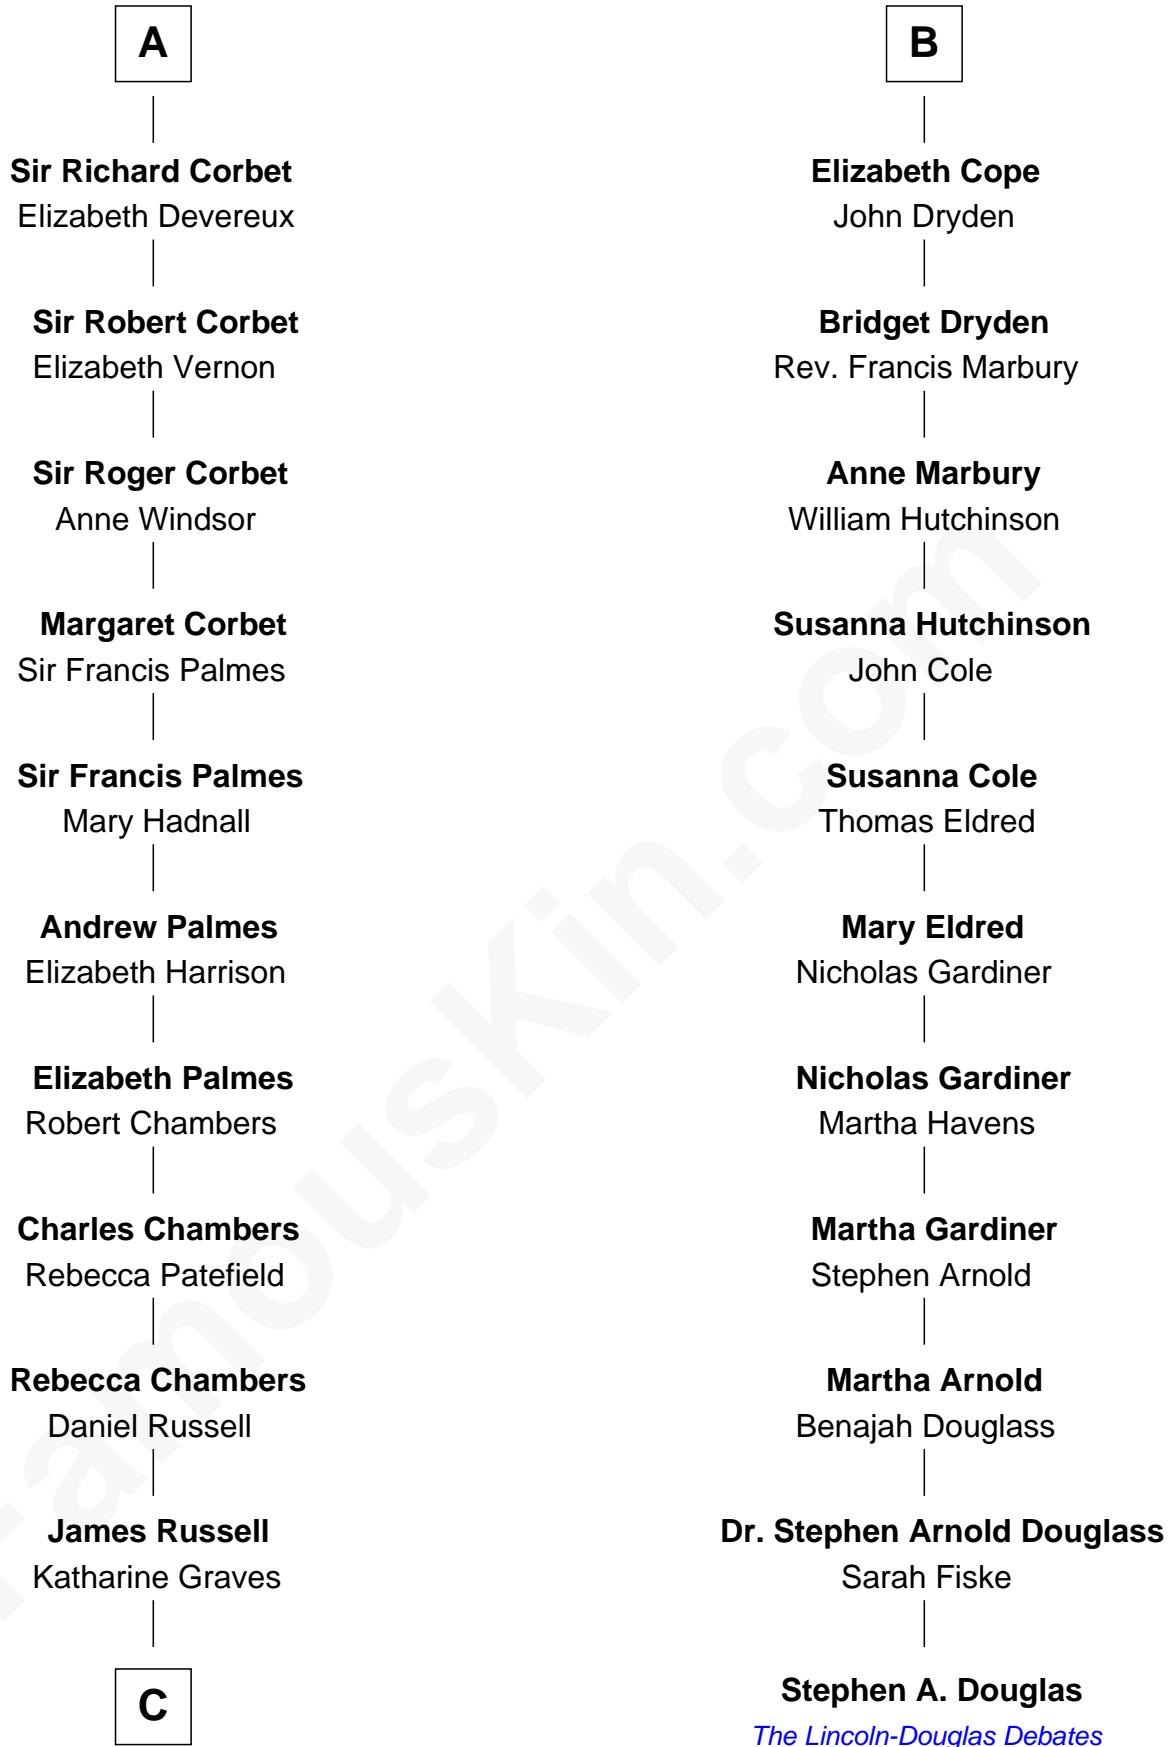 A
Sir Richard Corbet
Elizabeth Devereux
Sir Robert Corbet
Elizabeth Vernon
Sir Roger Corbet
Anne Windsor
Margaret Corbet
Sir Francis Palmes
Sir Francis Palmes
Mary Hadnall
Andrew Palmes
Elizabeth Harrison
Elizabeth Palmes
Robert Chambers
Charles Chambers
Rebecca Patefield
Rebecca Chambers
Daniel Russell
James Russell
Katharine Graves
C
B
Elizabeth Cope
John Dryden
Bridget Dryden
Rev. Francis Marbury
Anne Marbury
William Hutchinson
Susanna Hutchinson
John Cole
Susanna Cole
Thomas Eldred
Mary Eldred
Nicholas Gardiner
Nicholas Gardiner
Martha Havens
Martha Gardiner
Stephen Arnold
Martha Arnold
Benajah Douglass
Dr. Stephen Arnold Douglass
Sarah Fiske
Stephen A. Douglas
The Lincoln-Douglas Debates
FamousKin.com